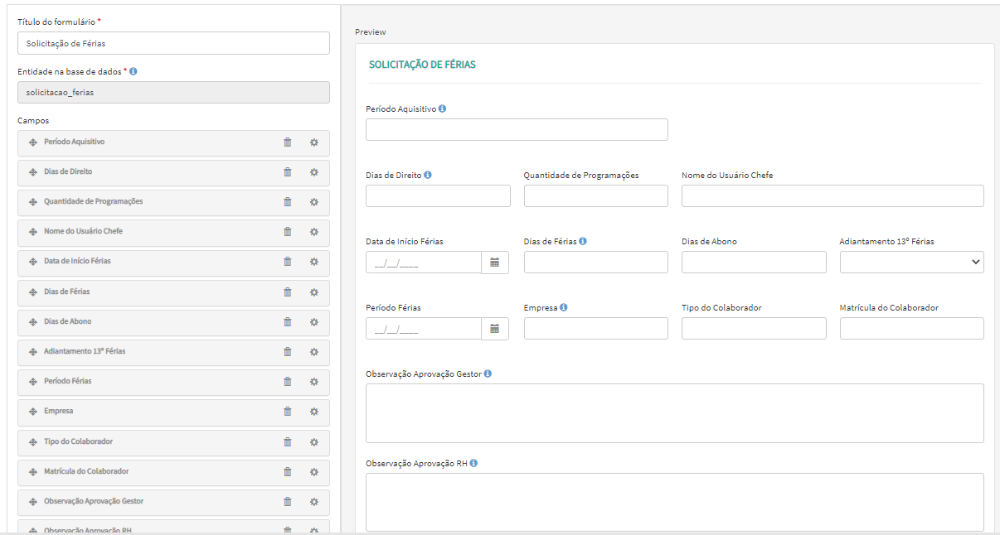 Título do formulário *
Solicitação de Férias
Entidade na base de dados *
solicitacao_ferias
Campos
Período Aquisitivo
Dias de Direito
Quantidade de Programações
Nome do Usuário Chefe
Data de Início Férias
Dias de Férias
Dias de Abono
Adiantamento 13º Férias
Período Férias
Empresa
Tipo do Colaborador
Matrícula do Colaborador
Observação Aprovação Gestor
Observação Aprovação RH
Preview
SOLICITAÇÃO DE FÉRIAS
Período Aquisitivo
Dias de Direito Quantidade de Programações Nome do Usuário Chefe
Data de Início Férias Dias de Férias Dias de Abono Adiantamento 13º Férias
__/__/____
Período Férias Empresa Tipo do Colaborador Matrícula do Colaborador
__/__/____
Observação Aprovação Gestor
Observação Aprovação RH